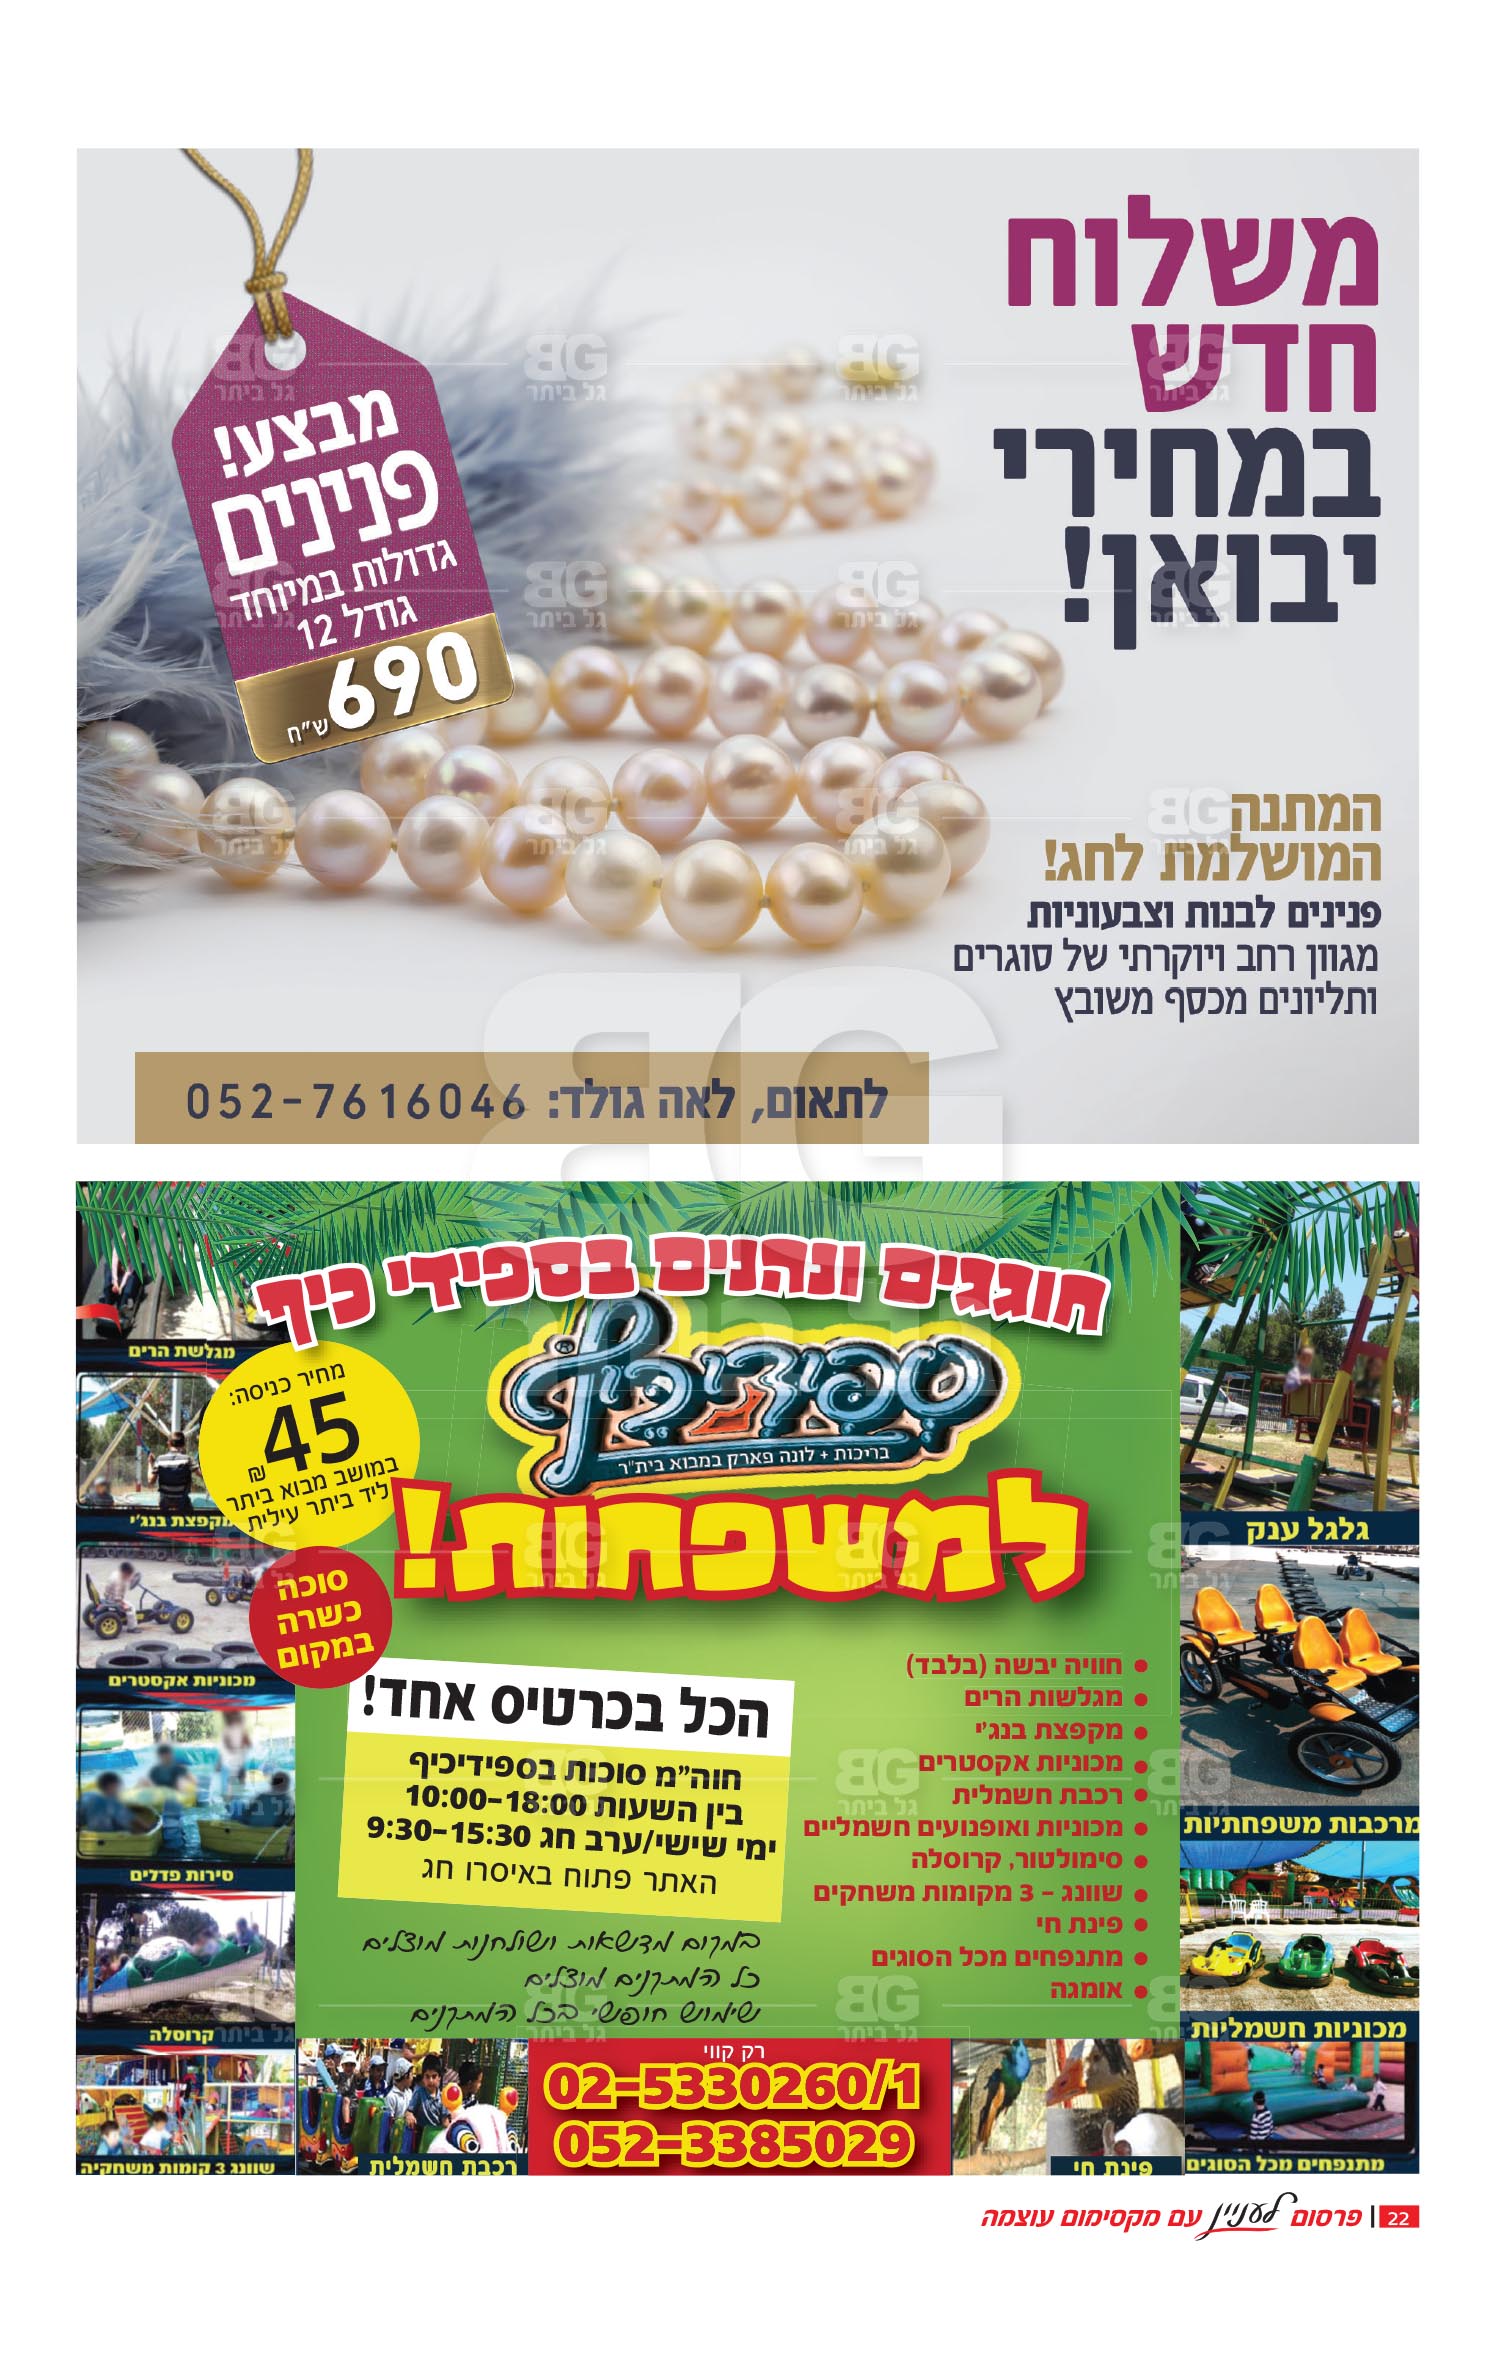 משלוח
חדש
במחירי
יבואן!
מבצע!
פנינים
גדולות במיוחד
גודל 12
690 ש"ח
המתנה
המושלמת לחג!
פנינים לבנות וצבעוניות
מגוון רחב ויוקרתי של סוגרים
ותליונים מכסף משובץ
לתאום, לאה גולד: 052-7616046
חוגגים ונהנים בספידי כיף
ספידיכיף
בריכות + לונה פארק במבוא בית"ר
למשפחות!
מחיר כניסה:
45 ₪
במושב מבוא ביתר
ליד ביתר עילית
סוכה
כשרה
במקום
הכל בכרטיס אחד!
חוה"מ סוכות בספידיכיף
בין השעות 10:00-18:00
ימי שישי/ערב חג 9:30-15:30
האתר פתוח באיסרו חג
במקום מדשאות ושולחנות מוצלים
כל המתקנים מוצלים
שימוש חופשי בכל המתקנים
• חוויה יבשה (בלבד)
• מגלשות הרים
• מקפצת בנג'י
• מכוניות אקסטרים
• רכבת חשמלית
• מכוניות ואופנועים חשמליים
• סימולטור, קרוסלה
• שוונג - 3 מקומות משחקים
• פינת חי
• מתנפחים מכל הסוגים
• אומגה
גלגל ענק
מרכבות משפחתיות
מכוניות חשמליות
מתנפחים מכל הסוגים
פינת חי
מגלשת הרים
מקפצת בנג'י
מכוניות אקסטרים
סירות פדלים
קרוסלה
שוונג 3 קומות משחקיה
רכבת חשמלית
רק קווי
02-5330260/1
052-3385029
22 | פרסום לעניין עם מקסימום עוצמה
BG
גל ביתר